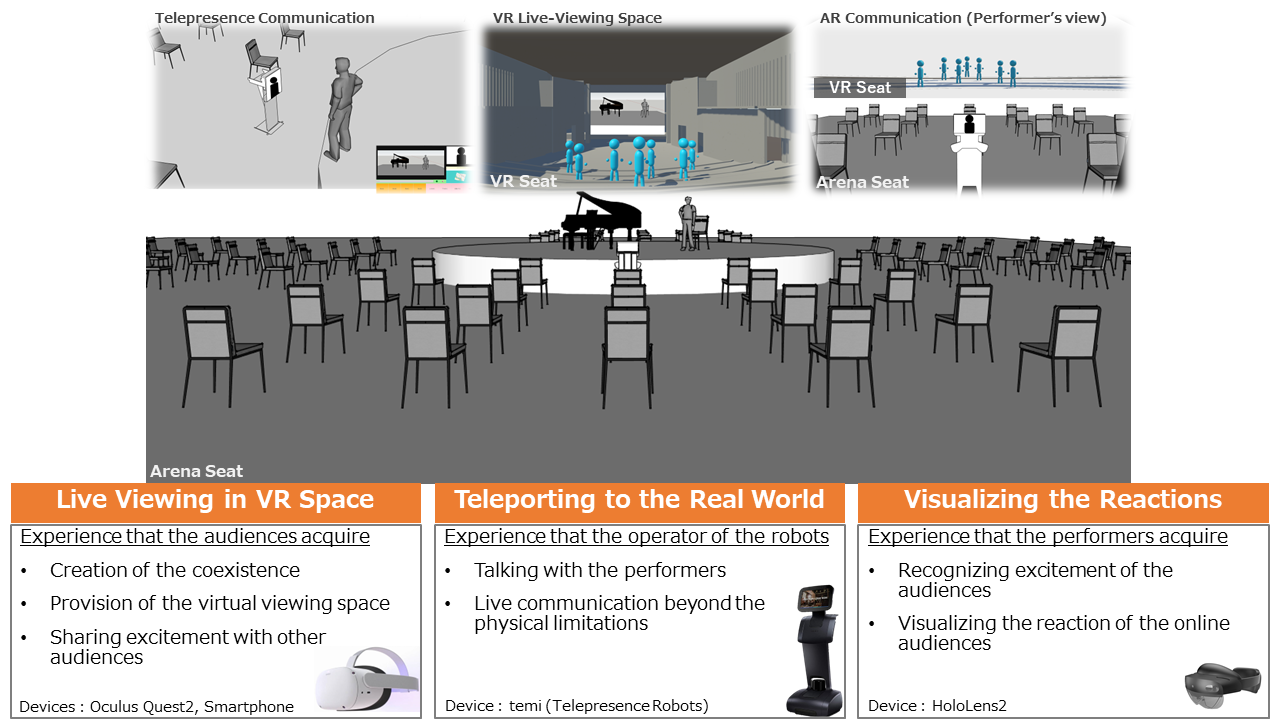 Telepresence Communication
VR Live-Viewing Space
AR Communication (Performer's view)
VR Seat
VR Seat
Arena Seat
Arena Seat
Live Viewing in VR Space
Experience that the audiences acquire
• Creation of the coexistence
• Provision of the virtual viewing space
• Sharing excitement with other
audiences
Devices : Oculus Quest2, Smartphone
Teleporting to the Real World
Experience that the operator of the robots
• Talking with the performers
• Live communication beyond the
physical limitations
Device : temi (Telepresence Robots)
Visualizing the Reactions
Experience that the performers acquire
• Recognizing excitement of the
audiences
• Visualizing the reaction of the online
audiences
Device : HoloLens2